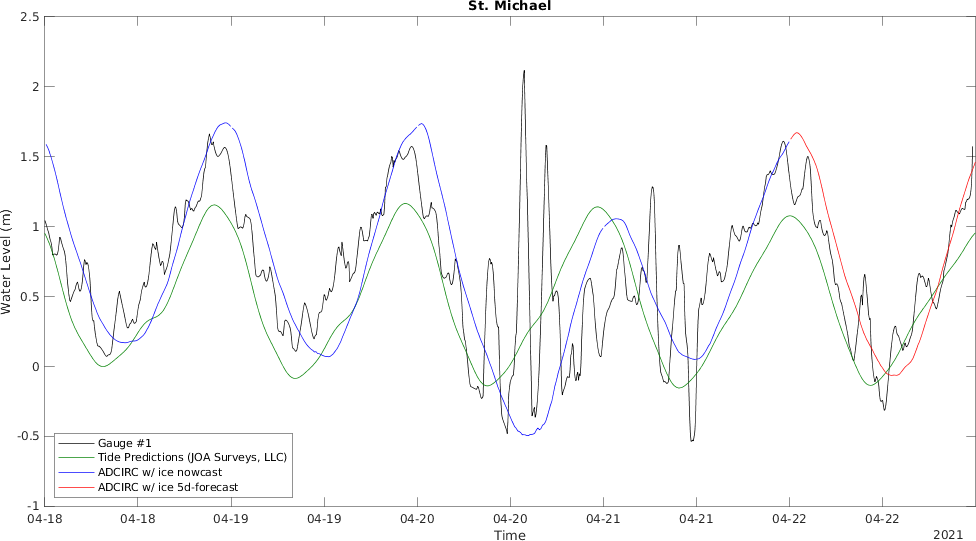 St. Michael
2.5
2
1.5
1
0.5
0
-0.5
-1
Water Level (m)
Gauge #1
Tide Predictions (JOA Surveys, LLC)
ADCIRC w/ ice nowcast
ADCIRC w/ ice 5d-forecast
04-18 04-18 04-19 04-19 04-20 04-20 04-21 04-21 04-22 04-22
Time
2021